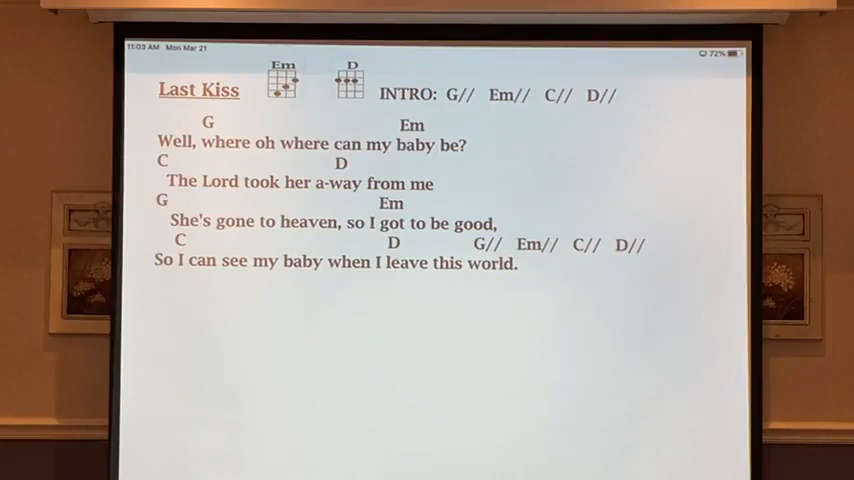 11:03 AM Mon Mar 21
72%
Em D
Last Kiss INTRO: G// Em// C// D//
G Em
Well, where oh where can my baby be?
C D
The Lord took her a-way from me
G Em
She's gone to heaven, so I got to be good,
C D G// Em// C// D//
So I can see my baby when I leave this world.